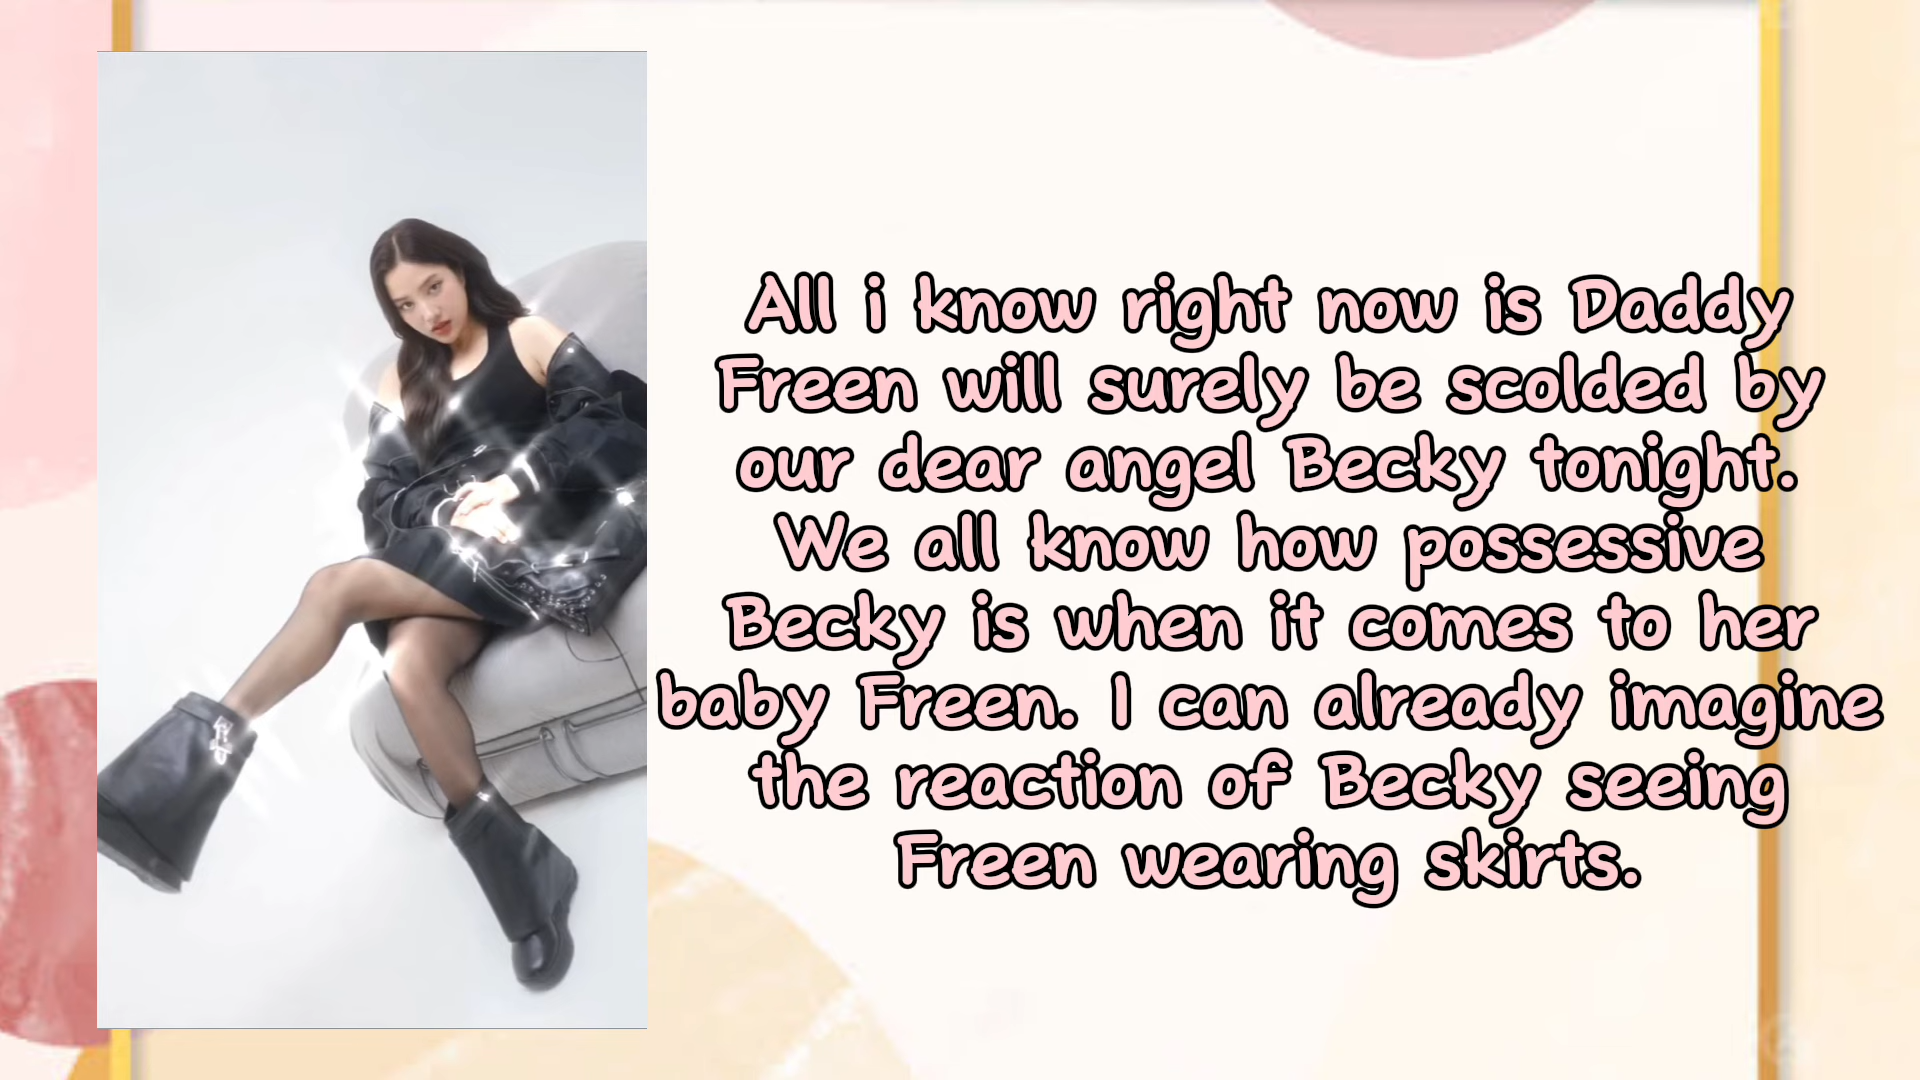 All i know right now is Daddy
Freen will surely be scolded by
our dear angel Becky tonight.
We all know how possessive
Becky is when it comes to her
baby Freen. I can already imagine
the reaction of Becky seeing
Freen wearing skirts.